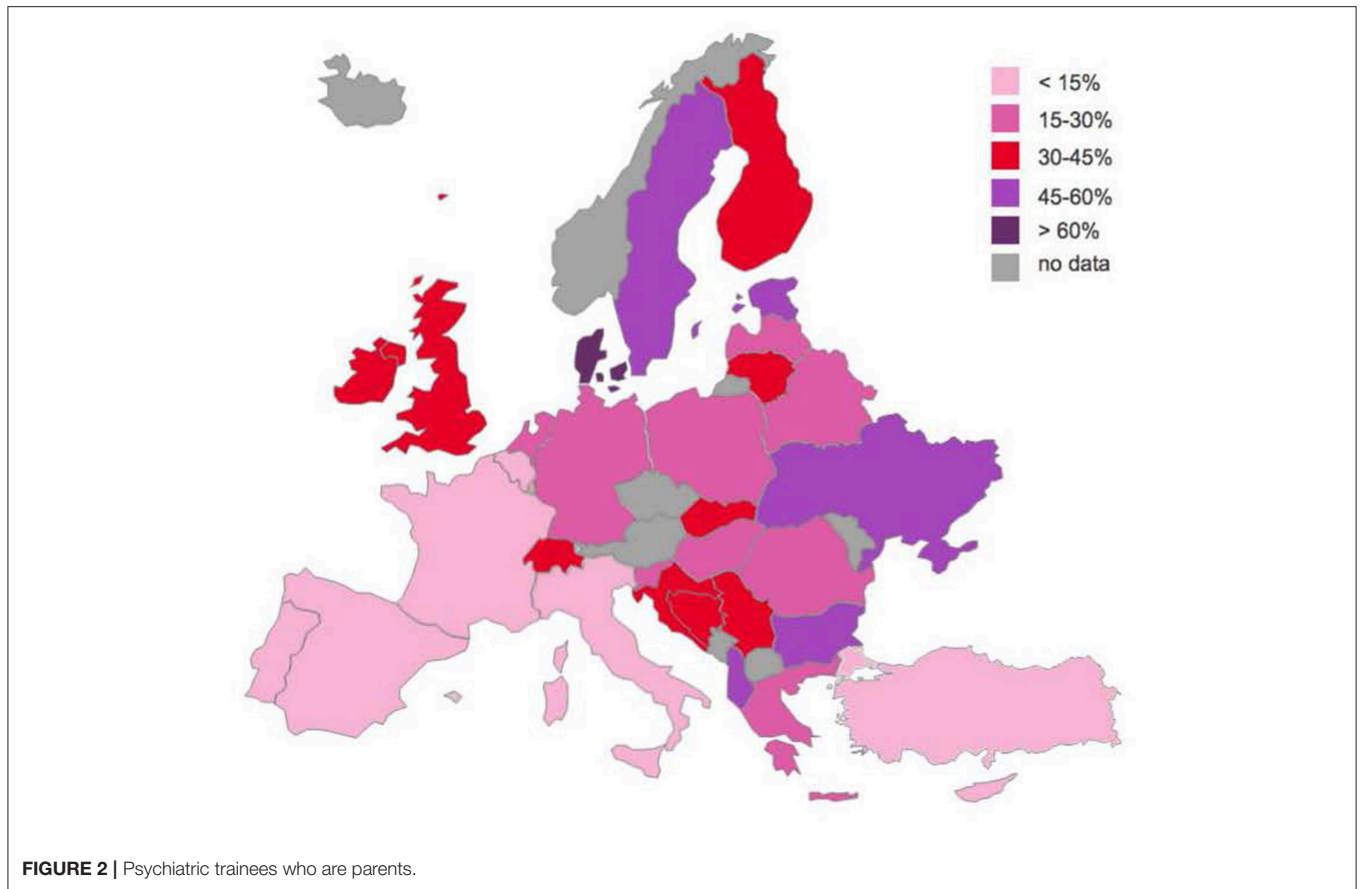 < 15%
15-30%
30-45%
45-60%
> 60%
no data
FIGURE 2 | Psychiatric trainees who are parents.